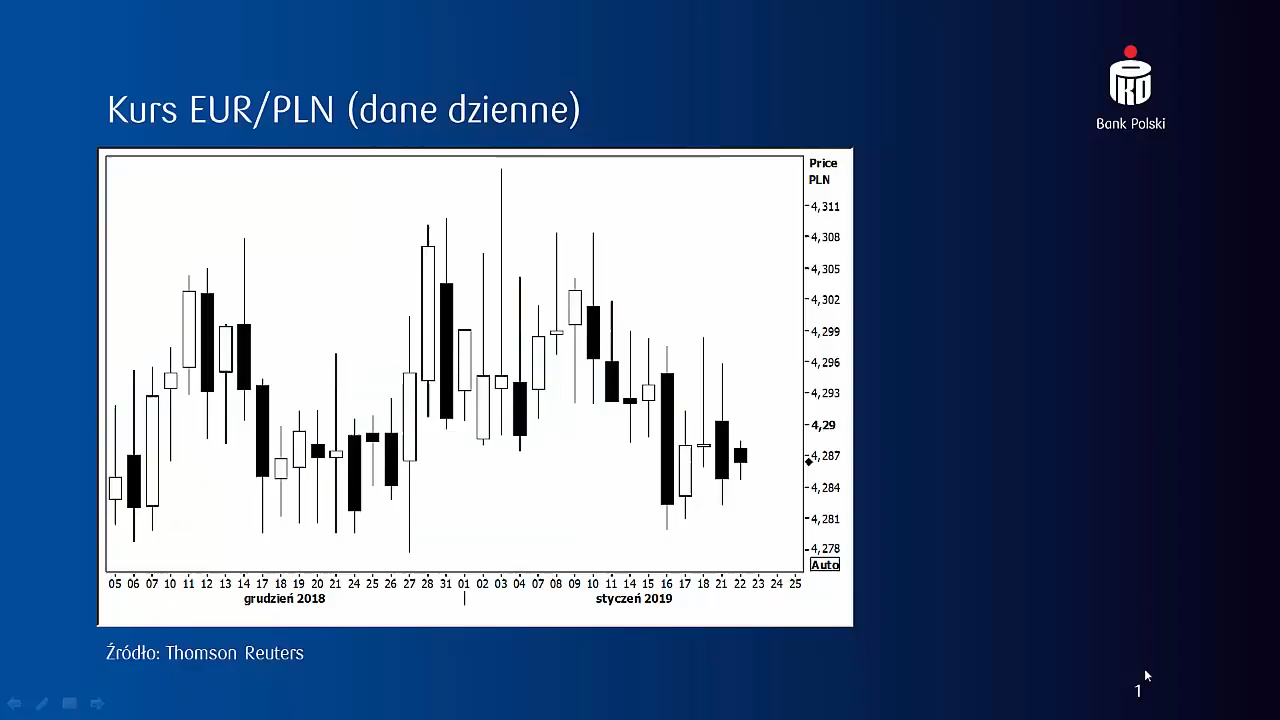 Kurs EUR/PLN (dane dzienne)
PKO
Bank Polski
Price
PLN
4,311
4,308
4,305
4,302
4,299
4,296
4,293
4,29
4,287
4,284
4,281
4,278
Auto
05 06 07 10 11 12 13 14 17 18 19 20 21 24 25 26 27 28 31 01 02 03 04 07 08 09 10 11 14 15 16 17 18 21 22 23 24 25
grudzień 2018 styczeń 2019
Źródło: Thomson Reuters
1